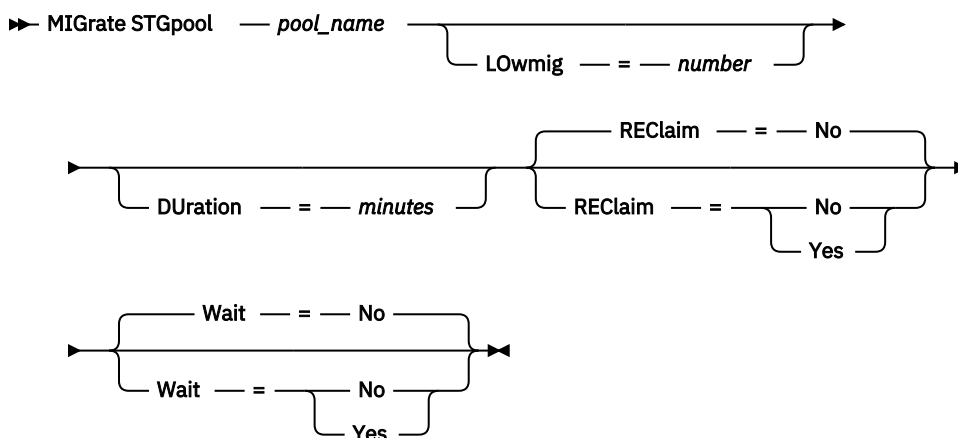 MIGrate STGpool — pool_name
LOwmig — = — number
REClaim — = — No
DUration — = — minutes
REClaim — = No
Yes
Wait — = — No
Wait — = No
Yes